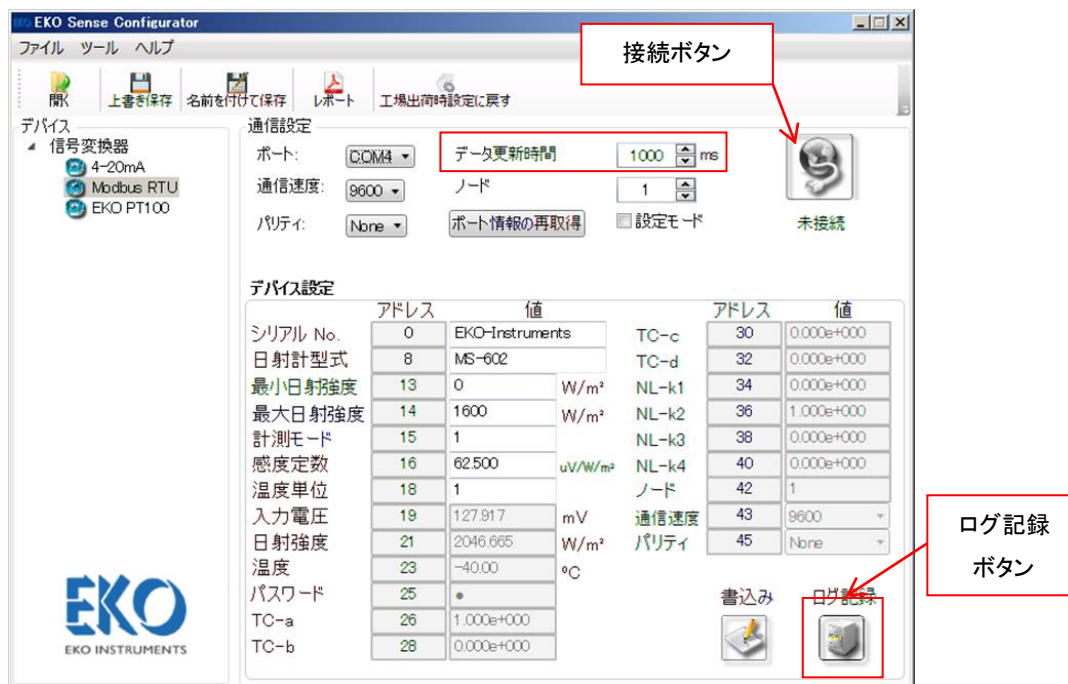 EKO EKO Sense Configurator
ファイル ツール ヘルプ
接続ボタン
開く 上書き保存 名前を付けて保存 レポート 工場出荷時設定に戻す
デバイス
信号変換器
4-20mA
Modbus RTU
EKO PT100
通信設定
ポート: COM4 データ更新時間 1000 ms
通信速度: 9600 ノード 1
パリティ: None ポート情報の再取得 設定モード 未接続
デバイス設定
アドレス 値 アドレス 値
シリアル No. 0 EKO-Instruments TC-c 30 0.000e+000
日射計型式 8 MS-602 TC-d 32 0.000e+000
最小日射強度 13 0 W/m² NL-k1 34 0.000e+000
最大日射強度 14 1600 W/m² NL-k2 36 1.000e+000
計測モード 15 1 NL-k3 38 0.000e+000
感度定数 16 62.500 uV/W/m² NL-k4 40 0.000e+000
温度単位 18 1 ノード 42 1
入力電圧 19 127.917 mV 通信速度 43 9600
日射強度 21 2046.665 W/m² パリティ 45 None
温度 23 -40.00 ºC
パスワード 25 •
TC-a 26 1.000e+000
TC-b 28 0.000e+000
書込み ログ記録
ログ記録
ボタン
EKO
EKO INSTRUMENTS